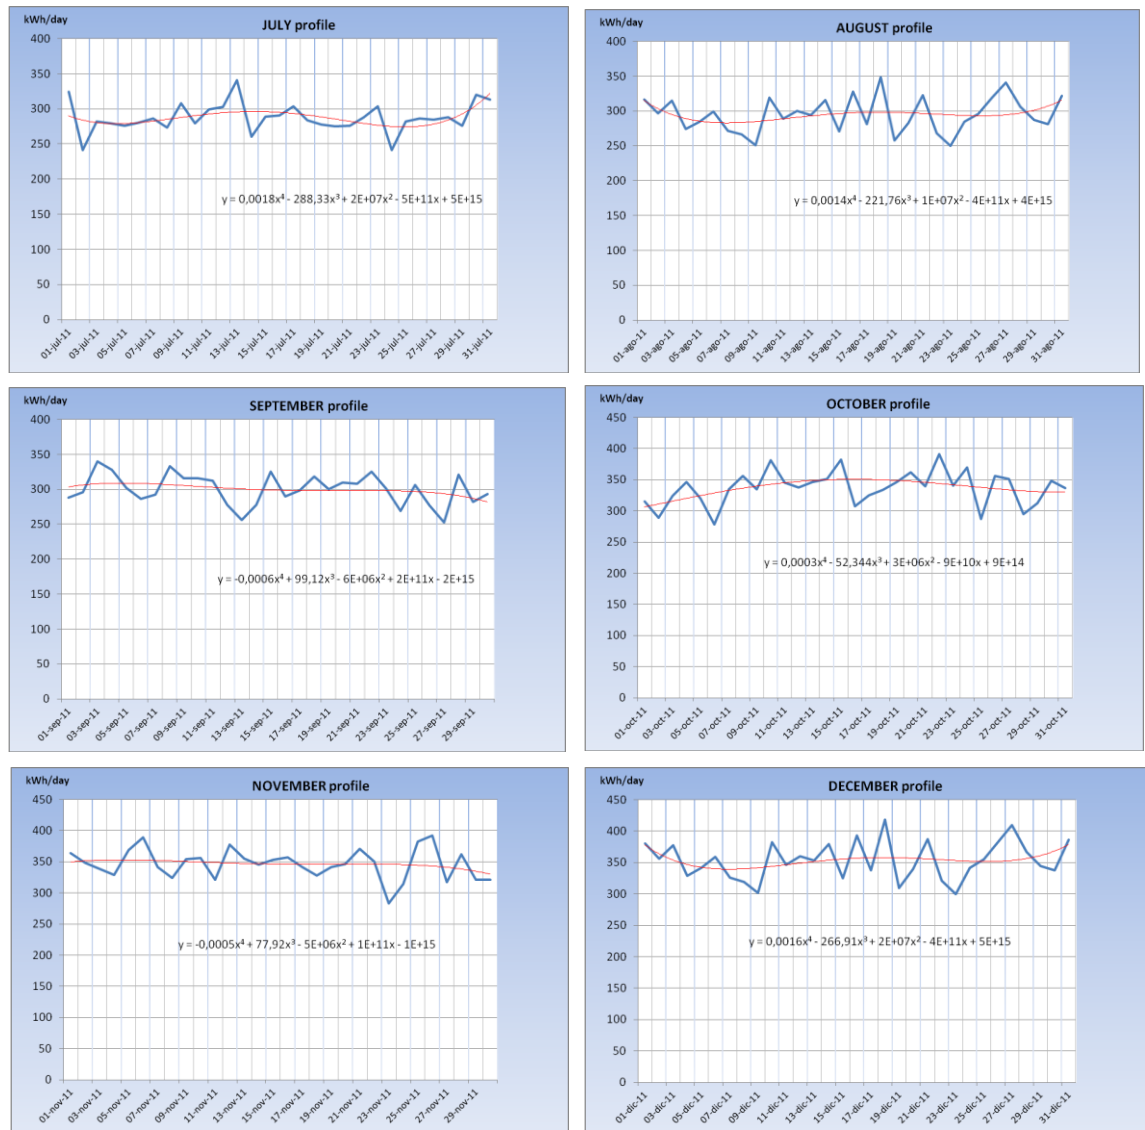 kWh/day
JULY profile
400
350
300
250
200
150
100
50
0
y = 0,0018x⁴ - 288,33x³ + 2E+07x² - 5E+11x + 5E+15
01-jul-11
03-jul-11
05-jul-11
07-jul-11
09-jul-11
11-jul-11
13-jul-11
15-jul-11
17-jul-11
19-jul-11
21-jul-11
23-jul-11
25-jul-11
27-jul-11
29-jul-11
31-jul-11
kWh/day
AUGUST profile
400
350
300
250
200
150
100
50
0
y = 0,0014x⁴ - 221,76x³ + 1E+07x² - 4E+11x + 4E+15
01-ago-11
03-ago-11
05-ago-11
07-ago-11
09-ago-11
11-ago-11
13-ago-11
15-ago-11
17-ago-11
19-ago-11
21-ago-11
23-ago-11
25-ago-11
27-ago-11
29-ago-11
31-ago-11
kWh/day
SEPTEMBER profile
400
350
300
250
200
150
100
50
0
y = -0,0006x⁴ + 99,12x³ - 6E+06x² + 2E+11x - 2E+15
01-sep-11
03-sep-11
05-sep-11
07-sep-11
09-sep-11
11-sep-11
13-sep-11
15-sep-11
17-sep-11
19-sep-11
21-sep-11
23-sep-11
25-sep-11
27-sep-11
29-sep-11
kWh/day
OCTOBER profile
450
400
350
300
250
200
150
100
50
0
y = 0,0003x⁴ - 52,344x³ + 3E+06x² - 9E+10x + 9E+14
01-oct-11
03-oct-11
05-oct-11
07-oct-11
09-oct-11
11-oct-11
13-oct-11
15-oct-11
17-oct-11
19-oct-11
21-oct-11
23-oct-11
25-oct-11
27-oct-11
29-oct-11
31-oct-11
kWh/day
NOVEMBER profile
450
400
350
300
250
200
150
100
50
0
y = -0,0005x⁴ + 77,92x³ - 5E+06x² + 1E+11x - 1E+15
01-nov-11
03-nov-11
05-nov-11
07-nov-11
09-nov-11
11-nov-11
13-nov-11
15-nov-11
17-nov-11
19-nov-11
21-nov-11
23-nov-11
25-nov-11
27-nov-11
29-nov-11
kWh/day
DECEMBER profile
450
400
350
300
250
200
150
100
50
0
y = 0,0016x⁴ - 266,91x³ + 2E+07x² - 4E+11x + 5E+15
01-dic-11
03-dic-11
05-dic-11
07-dic-11
09-dic-11
11-dic-11
13-dic-11
15-dic-11
17-dic-11
19-dic-11
21-dic-11
23-dic-11
25-dic-11
27-dic-11
29-dic-11
31-dic-11